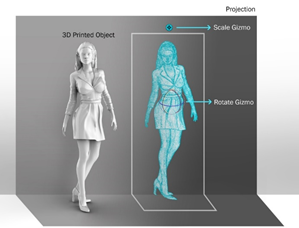 Projection
Scale Gizmo
3D Printed Object
Rotate Gizmo